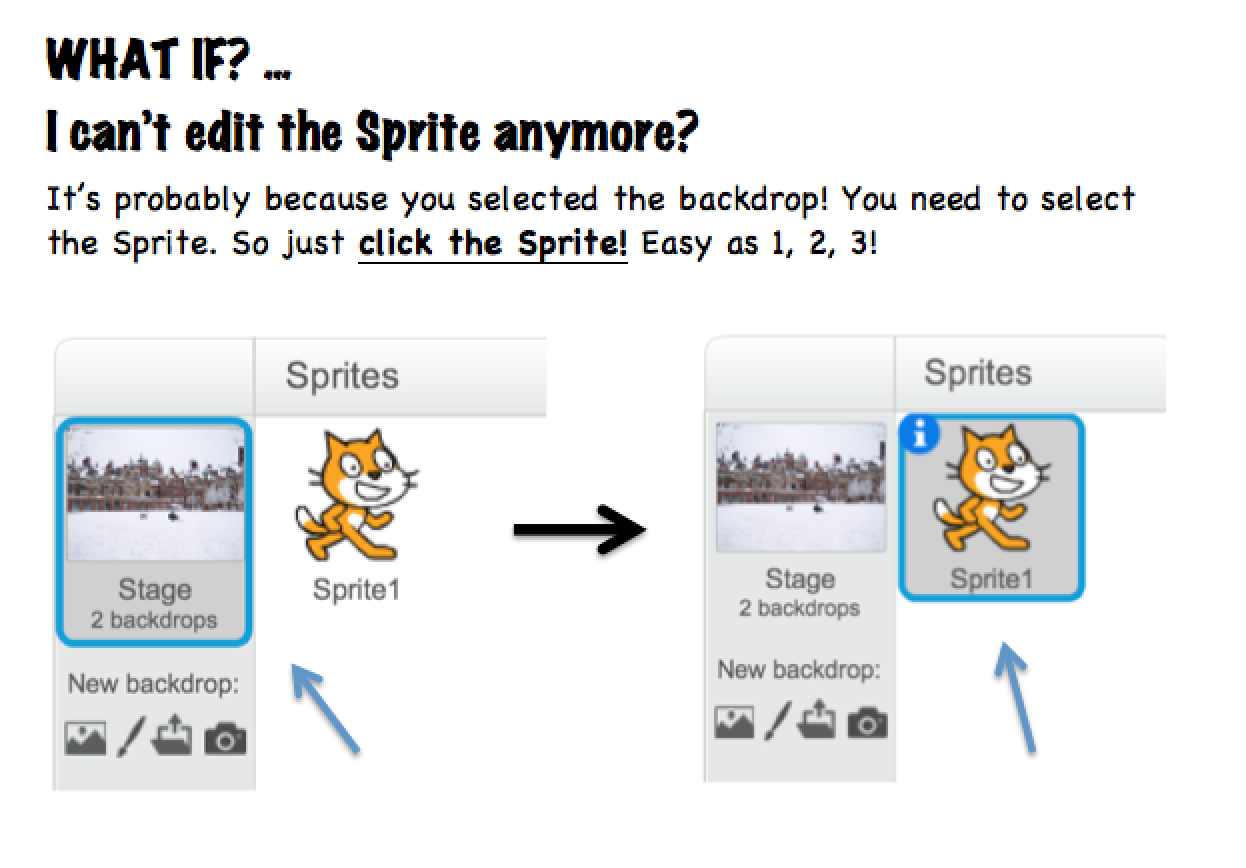 WHAT IF? ...
I can't edit the Sprite anymore?
It's probably because you selected the backdrop! You need to select
the Sprite. So just click the Sprite! Easy as 1, 2, 3!
Sprites
Stage
2 backdrops
Sprite1
New backdrop:
Sprites
i
Stage
2 backdrops
Sprite1
New backdrop: